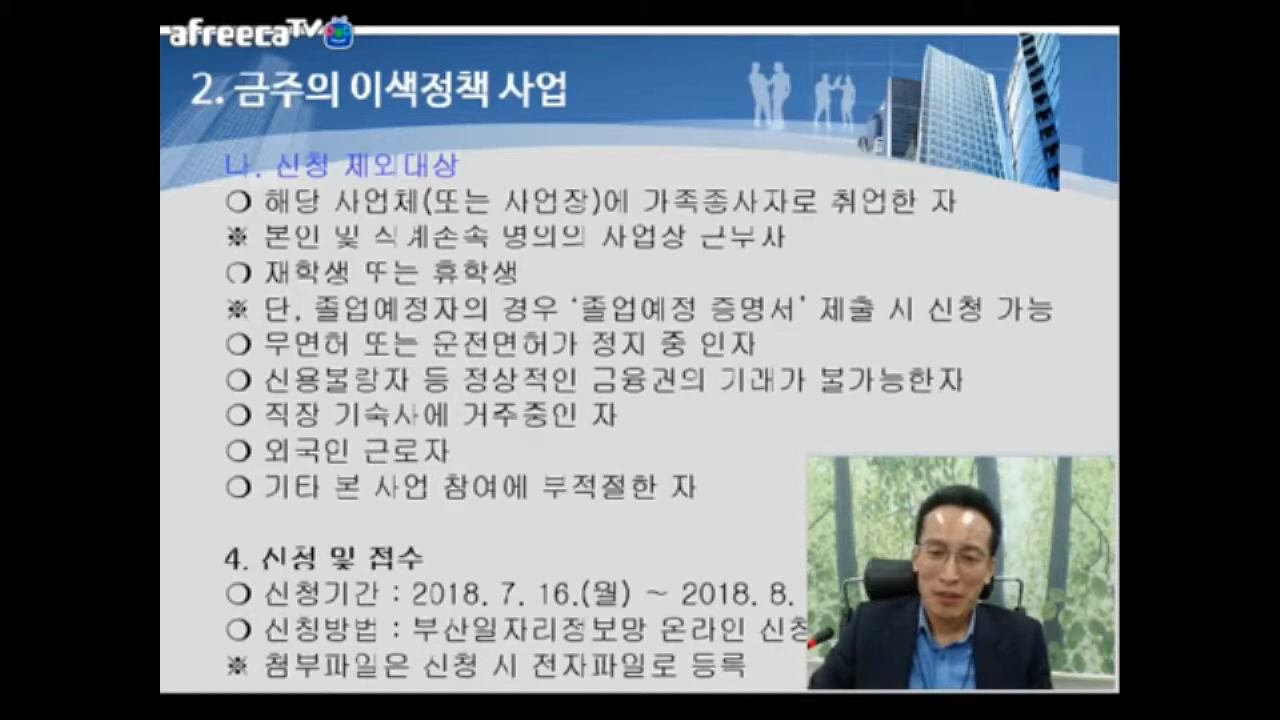 afreecaTV
2. 금주의 이색정책 사업
나. 신청 제외대상
❍ 해당 사업체(또는 사업장)에 가족종사자로 취업한 자
※ 본인 및 직계존속 명의의 사업장 근무자
❍ 재학생 또는 휴학생
※ 단, 졸업예정자의 경우 ‘졸업예정 증명서’ 제출 시 신청 가능
❍ 무면허 또는 운전면허가 정지 중 인자
❍ 신용불량자 등 정상적인 금융권의 거래가 불가능한자
❍ 직장 기숙사에 거주중인 자
❍ 외국인 근로자
❍ 기타 본 사업 참여에 부적절한 자
4. 신청 및 접수
❍ 신청기간 : 2018. 7. 16.(월) ~ 2018. 8.
❍ 신청방법 : 부산일자리정보망 온라인 신청
※ 첨부파일은 신청 시 전자파일로 등록